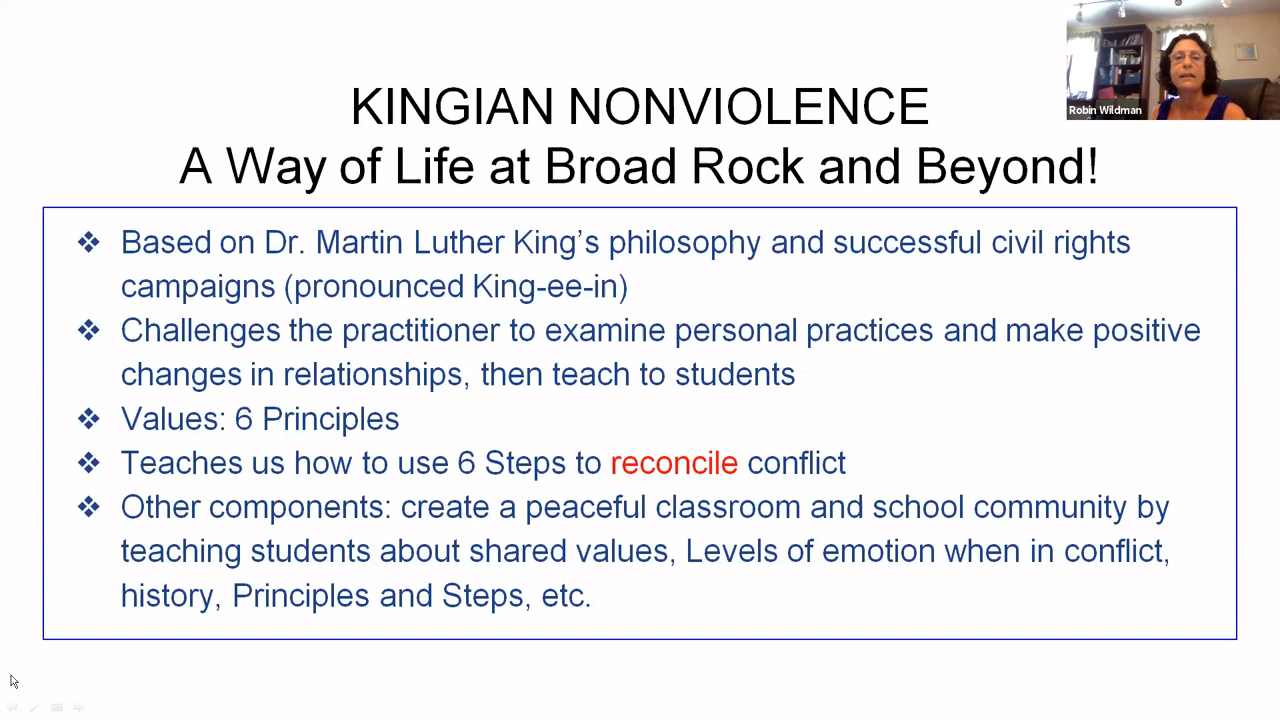 Robin Wildman
KINGIAN NONVIOLENCE
A Way of Life at Broad Rock and Beyond!
❖ Based on Dr. Martin Luther King’s philosophy and successful civil rights
campaigns (pronounced King-ee-in)
❖ Challenges the practitioner to examine personal practices and make positive
changes in relationships, then teach to students
❖ Values: 6 Principles
❖ Teaches us how to use 6 Steps to reconcile conflict
❖ Other components: create a peaceful classroom and school community by
teaching students about shared values, Levels of emotion when in conflict,
history, Principles and Steps, etc.